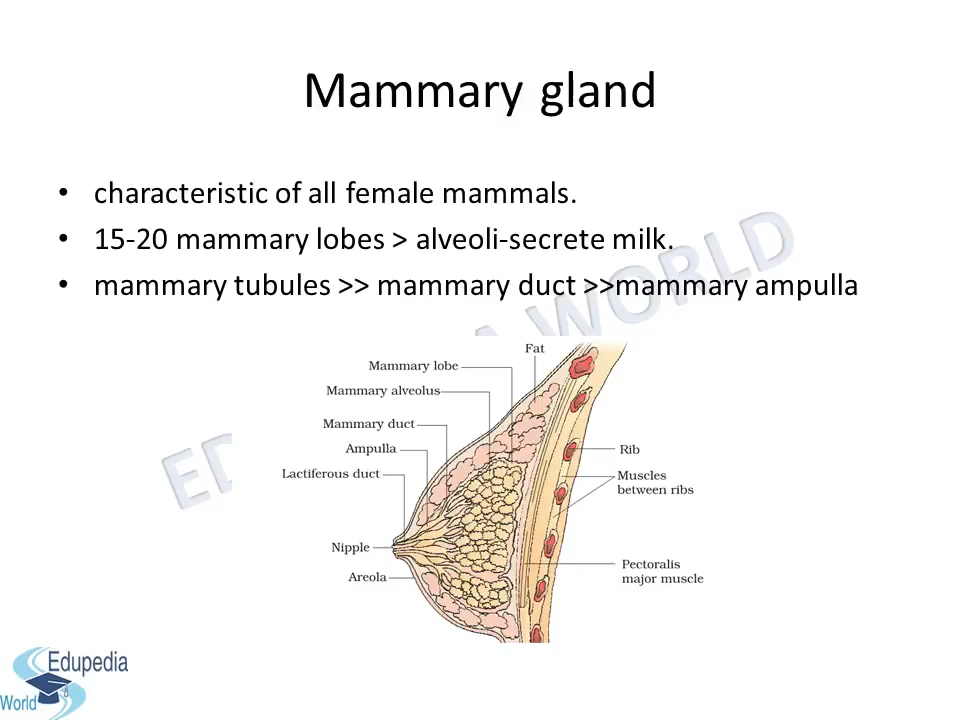 Mammary gland
• characteristic of all female mammals.
• 15-20 mammary lobes > alveoli-secrete milk.
• mammary tubules >> mammary duct >>mammary ampulla
Fat
Mammary lobe
Mammary alveolus
Mammary duct
Ampulla
Lactiferous duct
Nipple
Areola
Rib
Muscles
between ribs
Pectoralis
major muscle
Edupedia
World